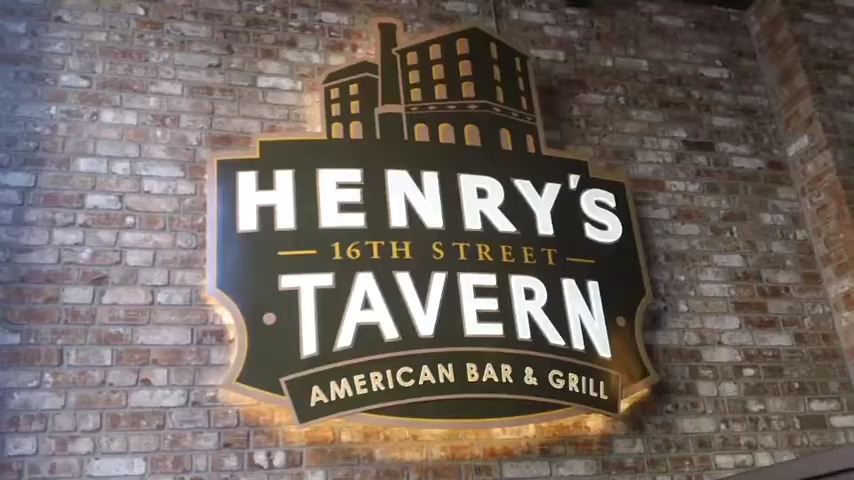 HENRY'S
16TH STREET
TAVERN
AMERICAN BAR & GRILL